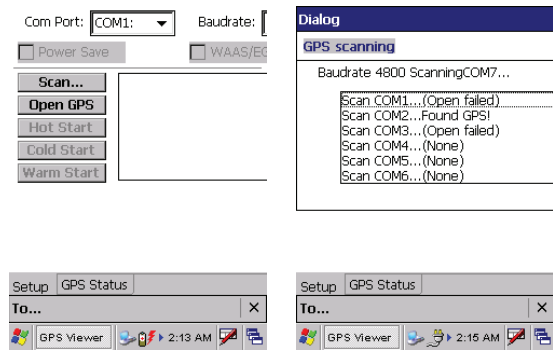 Com Port: COM1: Baudrate:
Power Save WAAS/EG
Scan...
Open GPS
Hot Start
Cold Start
Warm Start
Setup GPS Status
To...
GPS Viewer 2:13 AM
Dialog
GPS scanning
Baudrate 4800 ScanningCOM7...
Scan COM1...(Open failed)
Scan COM2...Found GPS!
Scan COM3...(Open failed)
Scan COM4...(None)
Scan COM5...(None)
Scan COM6...(None)
Setup GPS Status
To...
GPS Viewer 2:15 AM